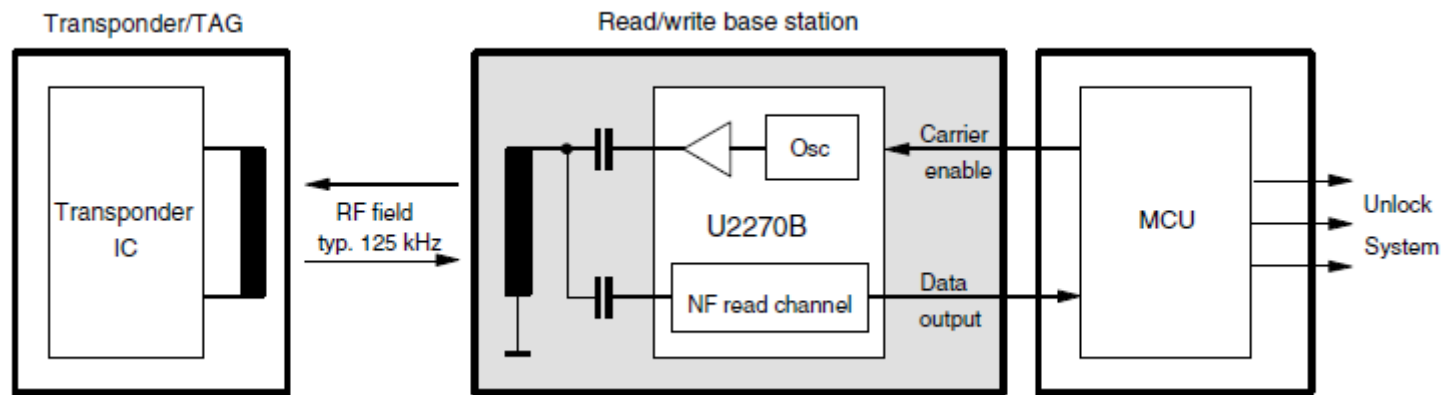 Transponder/TAG
Read/write base station
Transponder
IC
RF field
typ. 125 kHz
Osc
U2270B
NF read channel
Carrier
enable
Data
output
MCU
Unlock
System